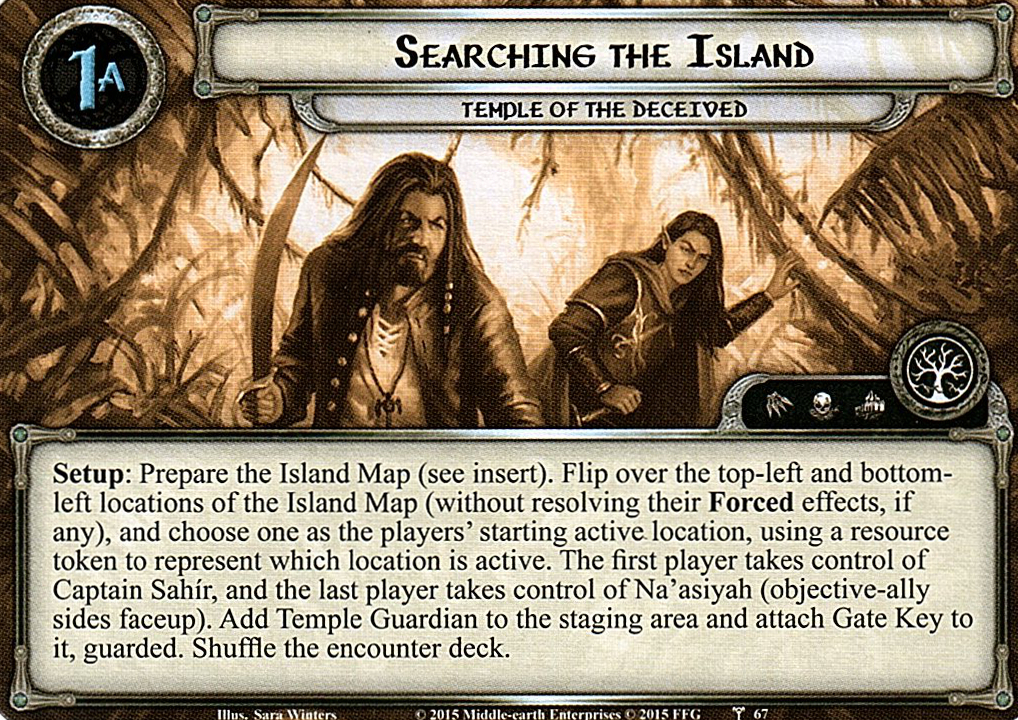 1A
SEARCHING THE ISLAND
TEMPLE OF THE DECEIVED
Setup: Prepare the Island Map (see insert). Flip over the top-left and bottom-
left locations of the Island Map (without resolving their Forced effects, if
any), and choose one as the players' starting active location, using a resource
token to represent which location is active. The first player takes control of
Captain Sahír, and the last player takes control of Na'asiyah (objective-ally
sides faceup). Add Temple Guardian to the staging area and attach Gate Key to
it, guarded. Shuffle the encounter deck.
Illus. Sara Winters © 2015 Middle-earth Enterprises © 2015 FFG 67